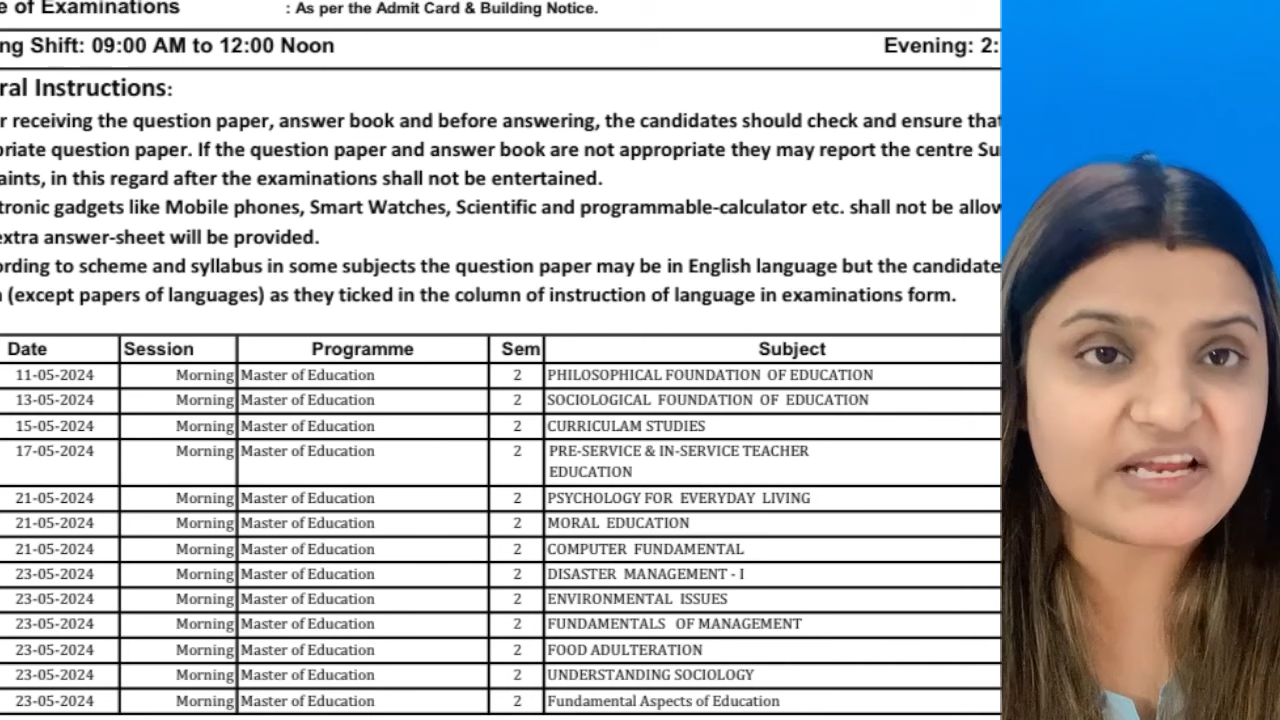 e of Examinations : As per the Admit Card & Building Notice.
ng Shift: 09:00 AM to 12:00 Noon Evening: 2:
ral Instructions:
r receiving the question paper, answer book and before answering, the candidates should check and ensure that
priate question paper. If the question paper and answer book are not appropriate they may report the centre Su
aints, in this regard after the examinations shall not be entertained.
tronic gadgets like Mobile phones, Smart Watches, Scientific and programmable-calculator etc. shall not be allow
extra answer-sheet will be provided.
ording to scheme and syllabus in some subjects the question paper may be in English language but the candidate
(except papers of languages) as they ticked in the column of instruction of language in examinations form.
Date Session Programme Sem Subject
11-05-2024 Morning Master of Education 2 PHILOSOPHICAL FOUNDATION OF EDUCATION
13-05-2024 Morning Master of Education 2 SOCIOLOGICAL FOUNDATION OF EDUCATION
15-05-2024 Morning Master of Education 2 CURRICULAM STUDIES
17-05-2024 Morning Master of Education 2 PRE-SERVICE & IN-SERVICE TEACHER
EDUCATION
21-05-2024 Morning Master of Education 2 PSYCHOLOGY FOR EVERYDAY LIVING
21-05-2024 Morning Master of Education 2 MORAL EDUCATION
21-05-2024 Morning Master of Education 2 COMPUTER FUNDAMENTAL
23-05-2024 Morning Master of Education 2 DISASTER MANAGEMENT - I
23-05-2024 Morning Master of Education 2 ENVIRONMENTAL ISSUES
23-05-2024 Morning Master of Education 2 FUNDAMENTALS OF MANAGEMENT
23-05-2024 Morning Master of Education 2 FOOD ADULTERATION
23-05-2024 Morning Master of Education 2 UNDERSTANDING SOCIOLOGY
23-05-2024 Morning Master of Education 2 Fundamental Aspects of Education